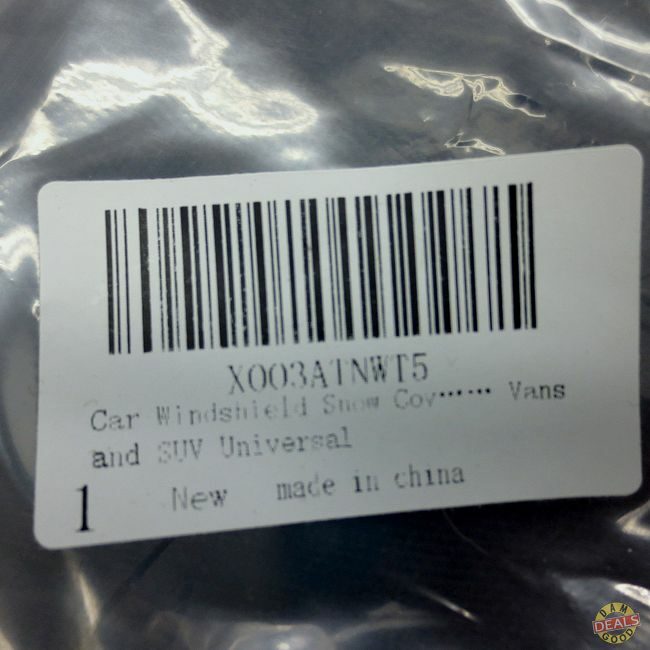 X003ATNWT5
Car Windshield Snow Cov...... Vans
and SUV Universal
1 New made in china
DAM
DEALS
GOOD